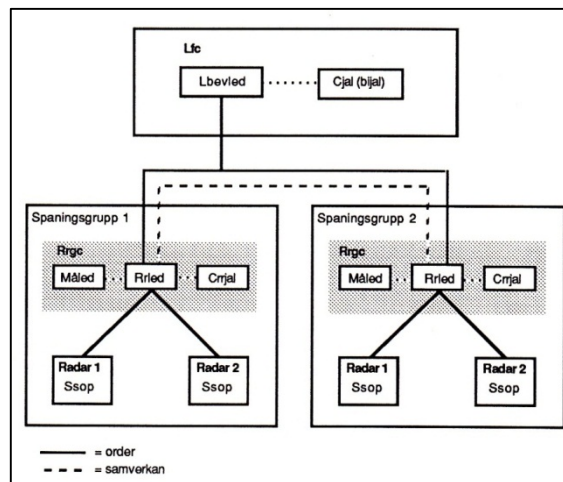 Lfc
Lbevled
Cjal (bijal)
Spaningsgrupp 1
Rrgc
Måled
Rrled
Crrjal
Radar 1
Ssop
Radar 2
Ssop
Spaningsgrupp 2
Rrgc
Måled
Rrled
Crrjal
Radar 1
Ssop
Radar 2
Ssop
= order
= samverkan